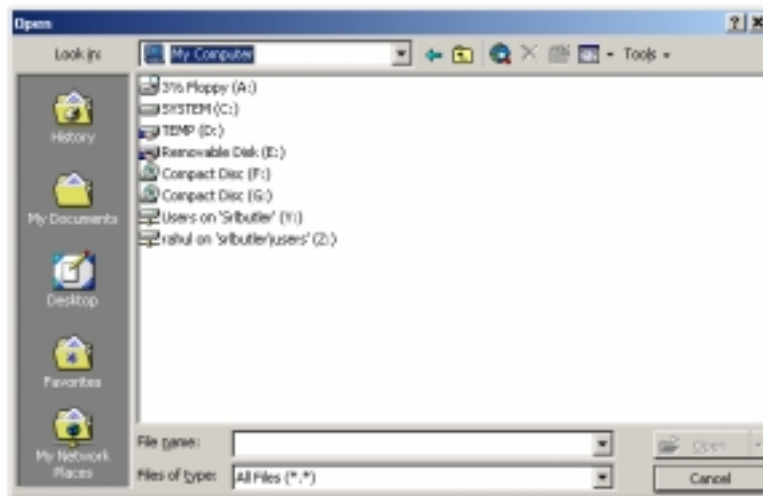 Open
Look in: My Computer Tools
3½ Floppy (A:)
SYSTEM (C:)
TEMP (D:)
Removable Disk (E:)
Compact Disc (F:)
Compact Disc (G:)
Users on 'Srlbutler' (Y:)
rahul on 'srlbutler\users' (Z:)
History
My Documents
Desktop
Favorites
My Network
Places
File name: Open
Files of type: All Files (*.*) Cancel